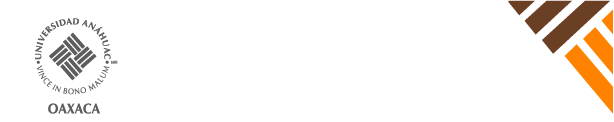 • UNIVERSIDAD ANÁHUAC •
VINCE IN BONO MALUM
OAXACA